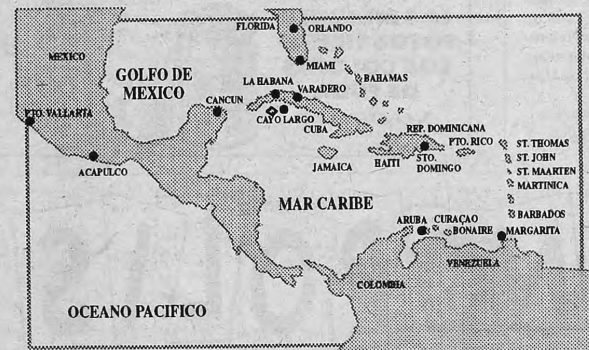 FLORIDA
ORLANDO
MEXICO
MIAMI
GOLFO DE
MEXICO
BAHAMAS
LA HABANA
VARADERO
CANCUN
PTO. VALLARTA
CAYO LARGO
CUBA
REP. DOMINICANA
PTO. RICO
ST. THOMAS
JAMAICA
HAITI
STO.
DOMINGO
ST. JOHN
ACAPULCO
ST. MAARTEN
MARTINICA
MAR CARIBE
BARBADOS
ARUBA
CURAÇAO
BONAIRE
MARGARITA
VENEZUELA
COLOMBIA
OCEANO PACIFICO